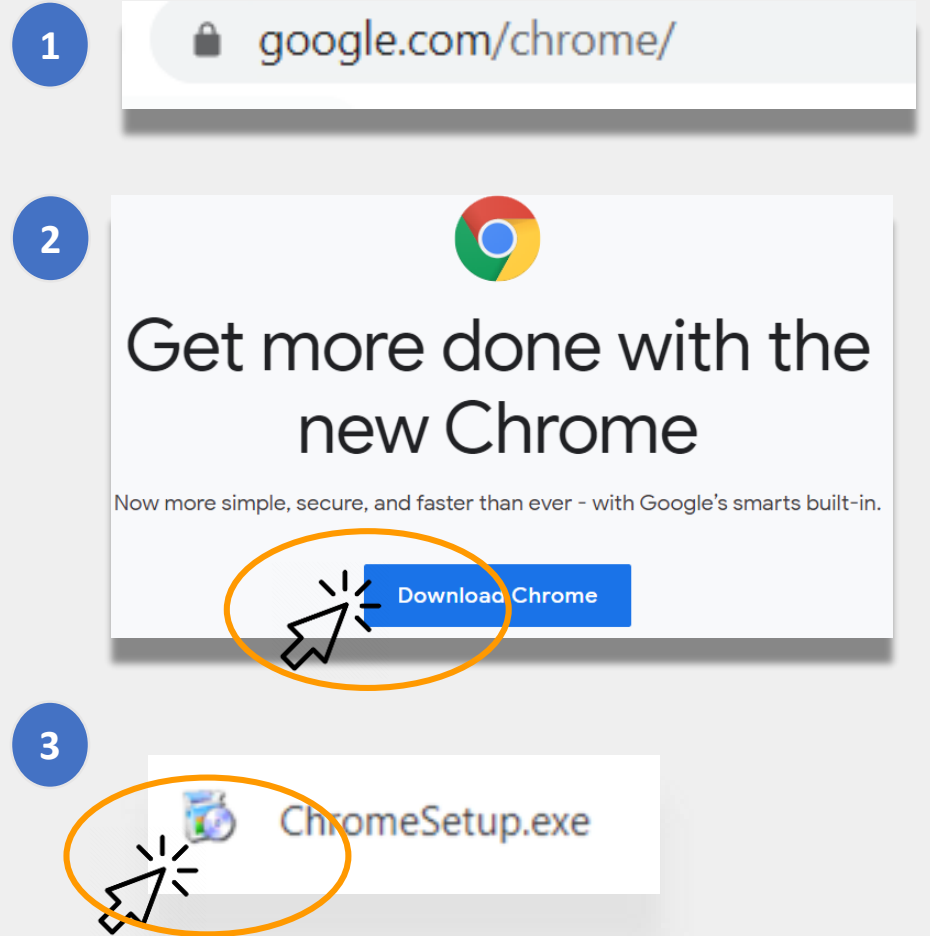 1
google.com/chrome/
2
Get more done with the
new Chrome
Now more simple, secure, and faster than ever - with Google's smarts built-in.
Download Chrome
3
ChromeSetup.exe